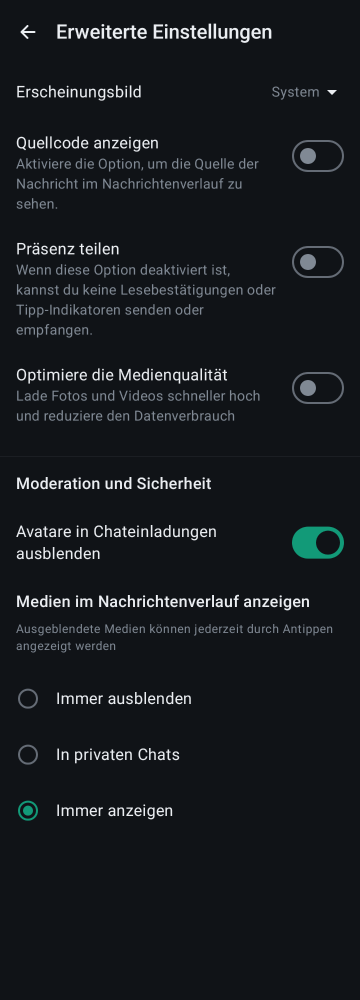 Erweiterte Einstellungen
Erscheinungsbild
System
Quellcode anzeigen
Aktiviere die Option, um die Quelle der
Nachricht im Nachrichtenverlauf zu
sehen.
Präsenz teilen
Wenn diese Option deaktiviert ist,
kannst du keine Lesebestätigungen oder
Tipp-Indikatoren senden oder
empfangen.
Optimiere die Medienqualität
Lade Fotos und Videos schneller hoch
und reduziere den Datenverbrauch
Moderation und Sicherheit
Avatare in Chateinladungen
ausblenden
Medien im Nachrichtenverlauf anzeigen
Ausgeblendete Medien können jederzeit durch Antippen
angezeigt werden
Immer ausblenden
In privaten Chats
Immer anzeigen